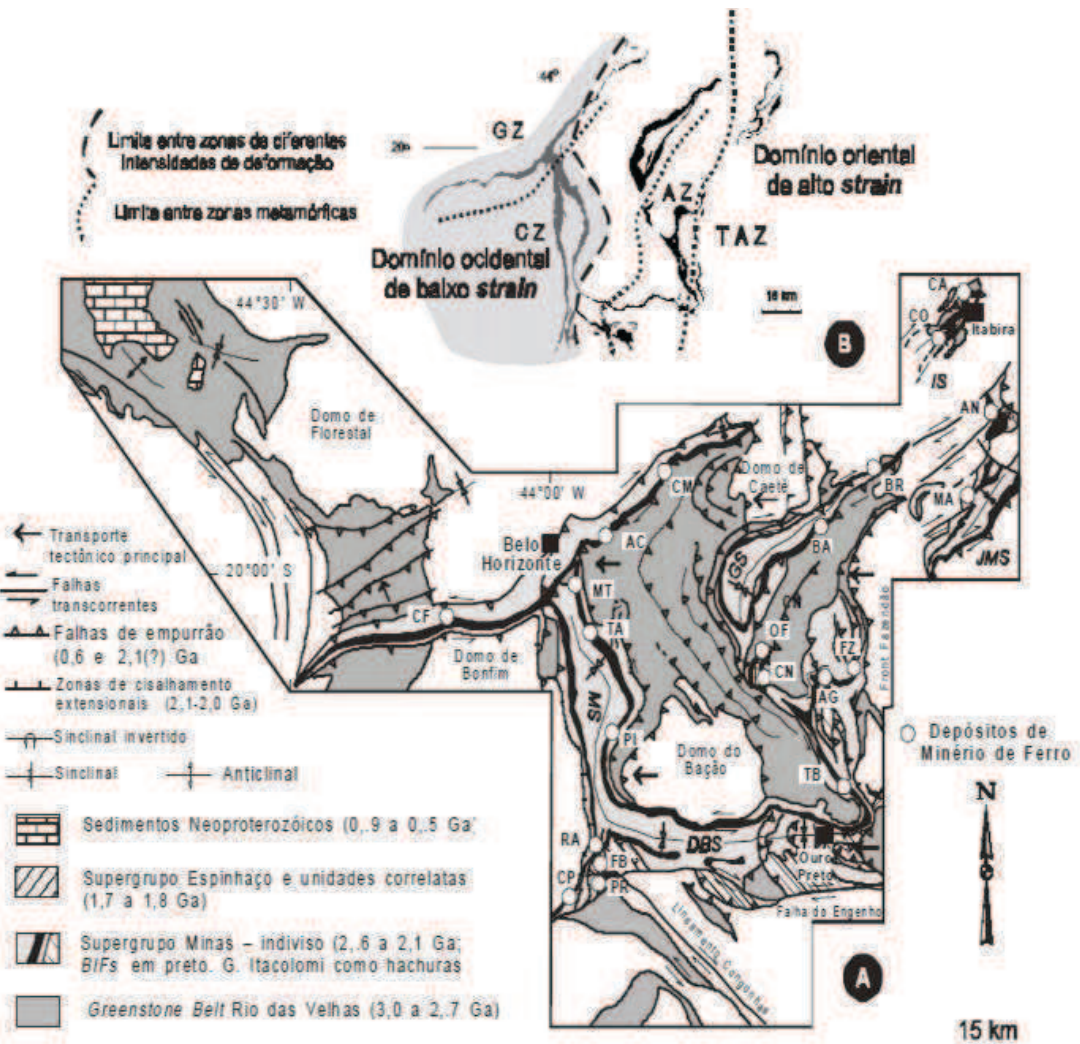 44º
GZ
20º
Limite entre zonas de diferentes
intensidades de deformação
Limite entre zonas metamórficas
Domínio oriental
de alto strain
AZ
TAZ
CZ
Domínio ocidental
de baixo strain
16 km
B
44°30' W
CA
CO
Itabira
IS
AN
Domo de
Florestal
44°00' W
CM
Domo de
Caeté
BR
MA
JMS
Transporte
tectônico principal
20°00' S
Falhas
transcorrentes
Falhas de empurrão
(0,6 e 2,1(?) Ga
Zonas de cisalhamento
extensionais (2,1-2,0 Ga)
Sinclinal invertido
Sinclinal
Anticlinal
Belo
Horizonte
AC
BA
GS
MT
CF
TA
OF
CN
FZ
Front Fazendão
Domo de
Bonfim
CN
AG
MS
PI
Domo do
Bação
TB
Depósitos de
Minério de Ferro
N
Sedimentos Neoproterozóicos (0,.9 a 0,.5 Ga'
RA
DBS
FB
Ouro
Preto
CP
PR
Falha do Engenho
Supergrupo Espinhaço e unidades correlatas
(1,7 a 1,8 Ga)
Lineamento Congonhas
Supergrupo Minas – indiviso (2,.6 a 2,1 Ga;
BIFs em preto. G. Itacolomi como hachuras
A
Greenstone Belt Rio das Velhas (3,0 a 2,.7 Ga)
15 km